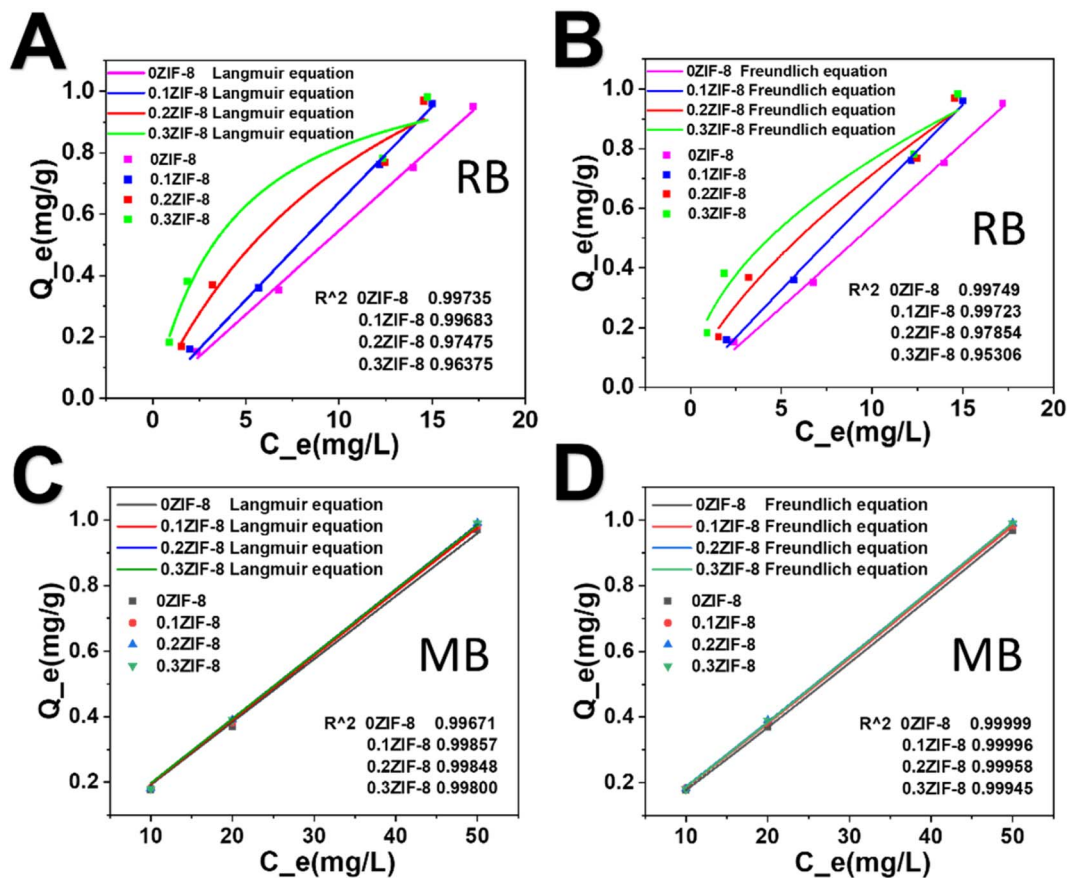 A
0ZIF-8 Langmuir equation
0.1ZIF-8 Langmuir equation
0.2ZIF-8 Langmuir equation
0.3ZIF-8 Langmuir equation
0ZIF-8
0.1ZIF-8
0.2ZIF-8
0.3ZIF-8
RB
R^2 0ZIF-8 0.99735
0.1ZIF-8 0.99683
0.2ZIF-8 0.97475
0.3ZIF-8 0.96375
Q_e(mg/g)
1.0
0.8
0.6
0.4
0.2
0.0
0 5 10 15 20
C_e(mg/L)
B
0ZIF-8 Freundlich equation
0.1ZIF-8 Freundlich equation
0.2ZIF-8 Freundlich equation
0.3ZIF-8 Freundlich equation
0ZIF-8
0.1ZIF-8
0.2ZIF-8
0.3ZIF-8
RB
R^2 0ZIF-8 0.99749
0.1ZIF-8 0.99723
0.2ZIF-8 0.97854
0.3ZIF-8 0.95306
Q_e(mg/g)
1.0
0.8
0.6
0.4
0.2
0.0
0 5 10 15 20
C_e(mg/L)
C
0ZIF-8 Langmuir equation
0.1ZIF-8 Langmuir equation
0.2ZIF-8 Langmuir equation
0.3ZIF-8 Langmuir equation
0ZIF-8
0.1ZIF-8
0.2ZIF-8
0.3ZIF-8
MB
R^2 0ZIF-8 0.99671
0.1ZIF-8 0.99857
0.2ZIF-8 0.99848
0.3ZIF-8 0.99800
Q_e(mg/g)
1.0
0.8
0.6
0.4
0.2
10 20 30 40 50
C_e(mg/L)
D
0ZIF-8 Freundlich equation
0.1ZIF-8 Freundlich equation
0.2ZIF-8 Freundlich equation
0.3ZIF-8 Freundlich equation
0ZIF-8
0.1ZIF-8
0.2ZIF-8
0.3ZIF-8
MB
R^2 0ZIF-8 0.99999
0.1ZIF-8 0.99996
0.2ZIF-8 0.99958
0.3ZIF-8 0.99945
Q_e(mg/g)
1.0
0.8
0.6
0.4
0.2
10 20 30 40 50
C_e(mg/L)